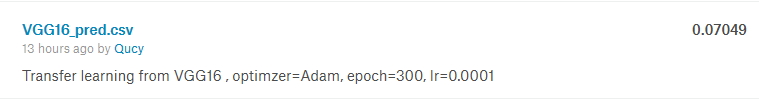 VGG16_pred.csv 0.07049
13 hours ago by Qucy
Transfer learning from VGG16 , optimzer=Adam, epoch=300, lr=0.0001